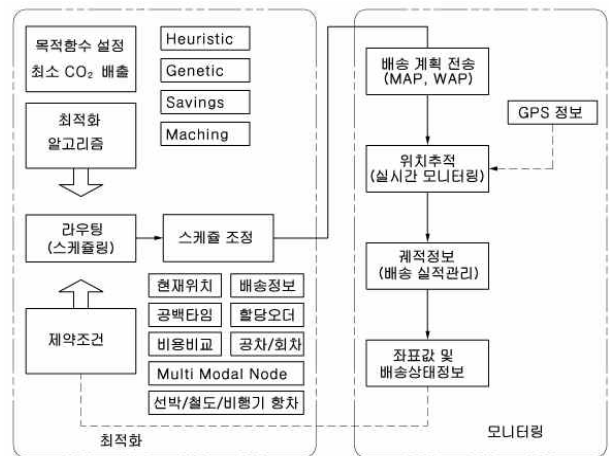 목적함수 설정
최소 CO₂ 배출
Heuristic
Genetic
Savings
Maching
최적화
알고리즘
라우팅
(스케쥴링)
스케쥴 조정
제약조건
현재위치
배송정보
공백타임
할당오더
비용비교
공차/회차
Multi Modal Node
선박/철도/비행기 항차
최적화
배송 계획 전송
(MAP, WAP)
GPS 정보
위치추적
(실시간 모니터링)
궤적정보
(배송 실적관리)
좌표값 및
배송상태정보
모니터링